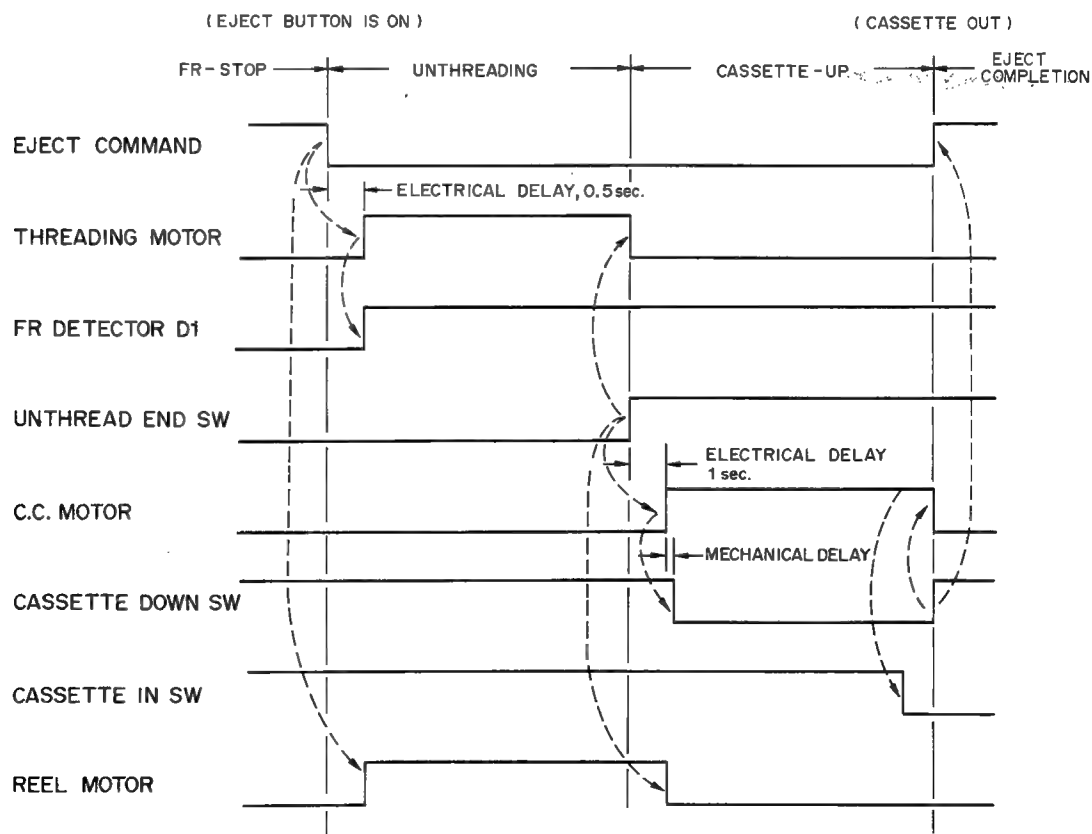 ( EJECT BUTTON IS ON )
( CASSETTE OUT )
FR-STOP
UNTHREADING
CASSETTE-UP
EJECT
COMPLETION
EJECT COMMAND
ELECTRICAL DELAY, 0.5 sec.
THREADING MOTOR
FR DETECTOR D1
UNTHREAD END SW
ELECTRICAL DELAY
1 sec.
C.C. MOTOR
MECHANICAL DELAY
CASSETTE DOWN SW
CASSETTE IN SW
REEL MOTOR